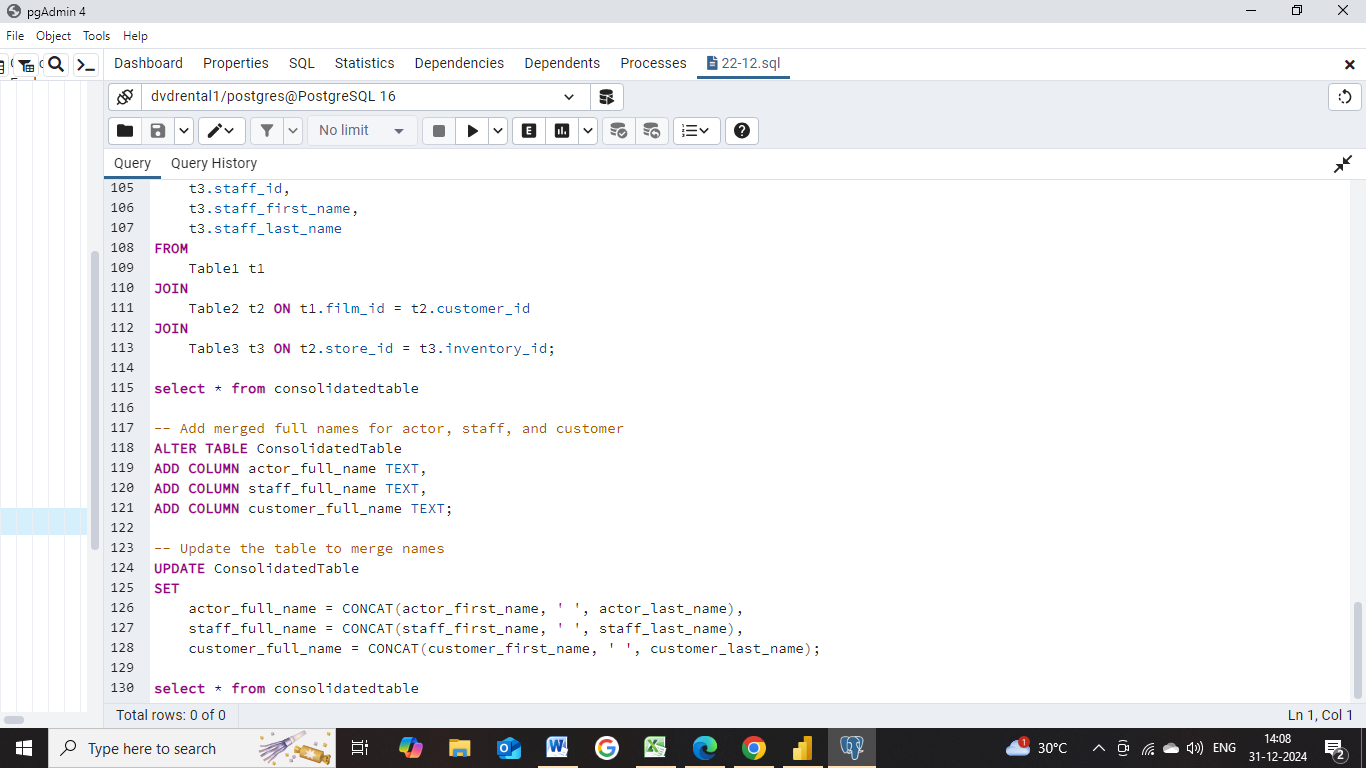 pgAdmin 4
File Object Tools Help
Dashboard Properties SQL Statistics Dependencies Dependents Processes 22-12.sql
dvdrental1/postgres@PostgreSQL 16
No limit
E
Query Query History
105 t3.staff_id,
106 t3.staff_first_name,
107 t3.staff_last_name
108 FROM
109 Table1 t1
110 JOIN
111 Table2 t2 ON t1.film_id = t2.customer_id
112 JOIN
113 Table3 t3 ON t2.store_id = t3.inventory_id;
114
115 select * from consolidatedtable
116
117 -- Add merged full names for actor, staff, and customer
118 ALTER TABLE ConsolidatedTable
119 ADD COLUMN actor_full_name TEXT,
120 ADD COLUMN staff_full_name TEXT,
121 ADD COLUMN customer_full_name TEXT;
122
123 -- Update the table to merge names
124 UPDATE ConsolidatedTable
125 SET
126 actor_full_name = CONCAT(actor_first_name, ' ', actor_last_name),
127 staff_full_name = CONCAT(staff_first_name, ' ', staff_last_name),
128 customer_full_name = CONCAT(customer_first_name, ' ', customer_last_name);
129
130 select * from consolidatedtable
Total rows: 0 of 0 Ln 1, Col 1
Type here to search 1 30°C ENG 14:08
31-12-2024 2